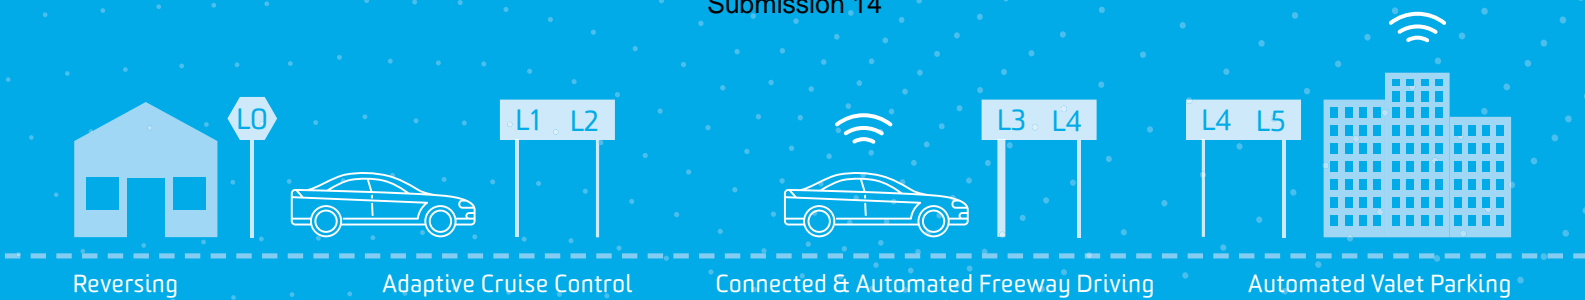 Submission 14
L0
L1 L2
L3 L4
L4 L5
Reversing
Adaptive Cruise Control
Connected & Automated Freeway Driving
Automated Valet Parking